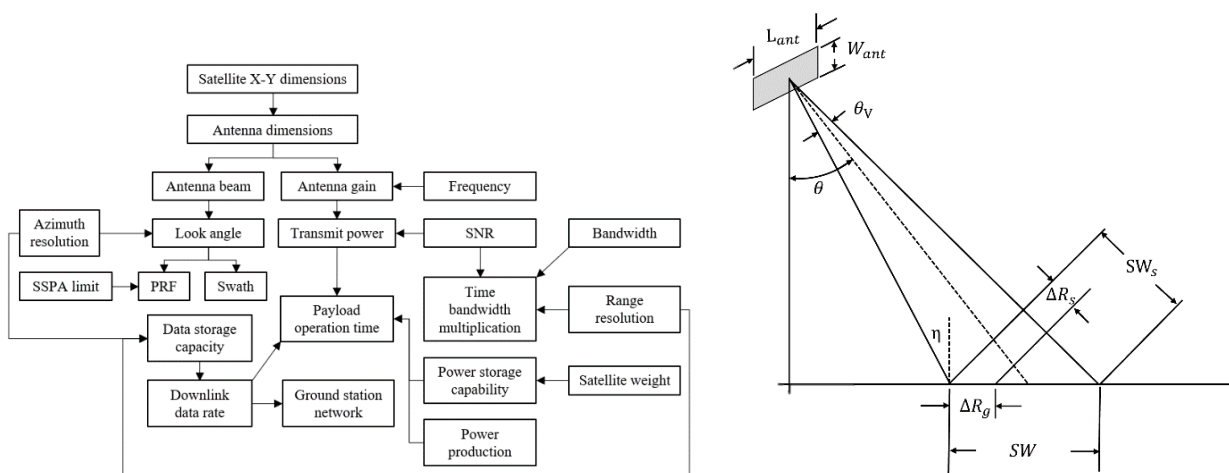 Satellite X-Y dimensions
Antenna dimensions
Antenna beam
Antenna gain
Frequency
Azimuth
resolution
Look angle
Transmit power
SNR
Bandwidth
SSPA limit
PRF
Swath
Time
bandwidth
multiplication
Range
resolution
Payload
operation time
Data storage
capacity
Power storage
capability
Satellite weight
Downlink
data rate
Ground station
network
Power
production
L_ant
W_ant
θ_V
θ
SW_s
ΔR_s
η
ΔR_g
SW